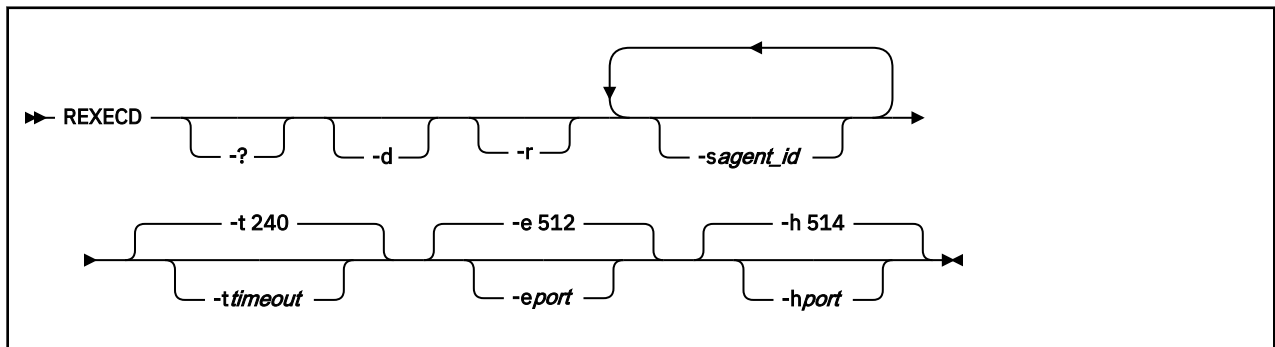 REXECD
-?
-d
-r
-sagent_id
-t 240
-e 512
-h 514
-ttimeout
-eport
-hport